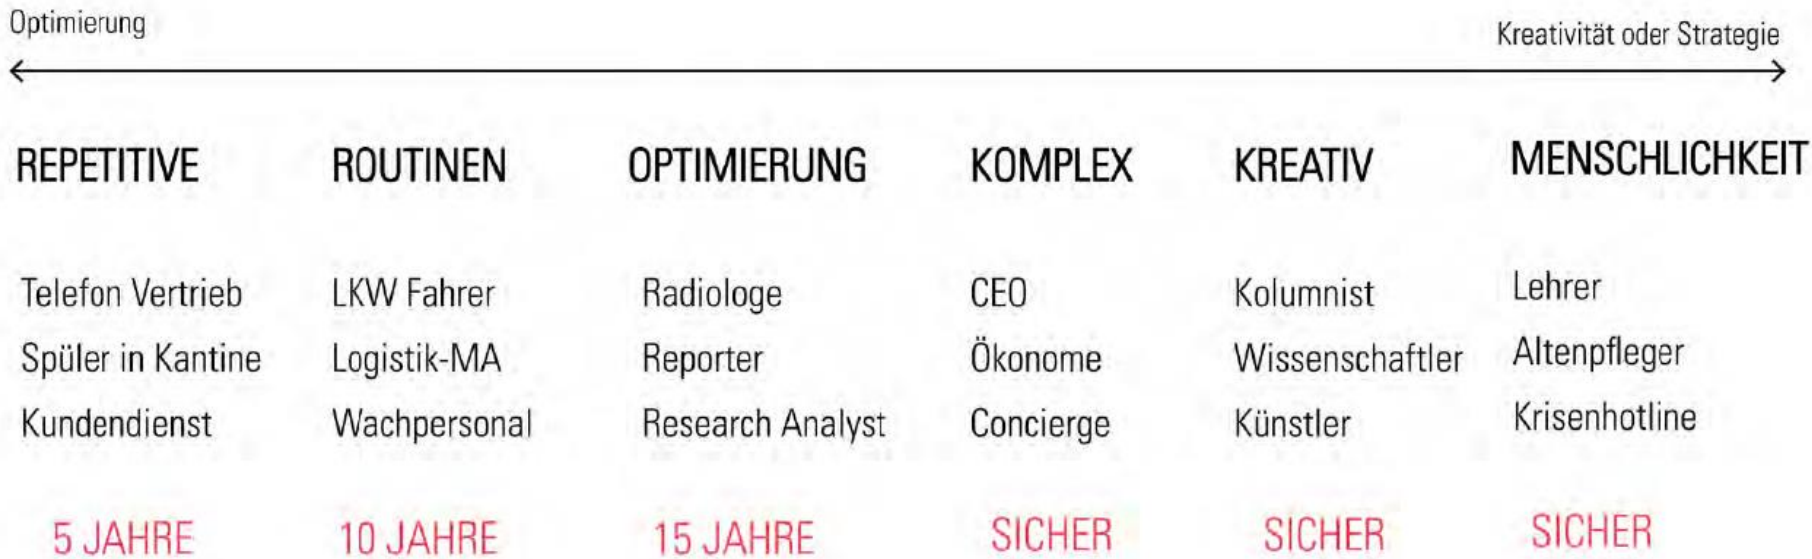 Optimierung
Kreativität oder Strategie
REPETITIVE ROUTINEN OPTIMIERUNG KOMPLEX KREATIV MENSCHLICHKEIT
Telefon Vertrieb LKW Fahrer Radiologe CEO Kolumnist Lehrer
Spüler in Kantine Logistik-MA Reporter Ökonome Wissenschaftler Altenpfleger
Kundendienst Wachpersonal Research Analyst Concierge Künstler Krisenhotline
5 JAHRE 10 JAHRE 15 JAHRE SICHER SICHER SICHER